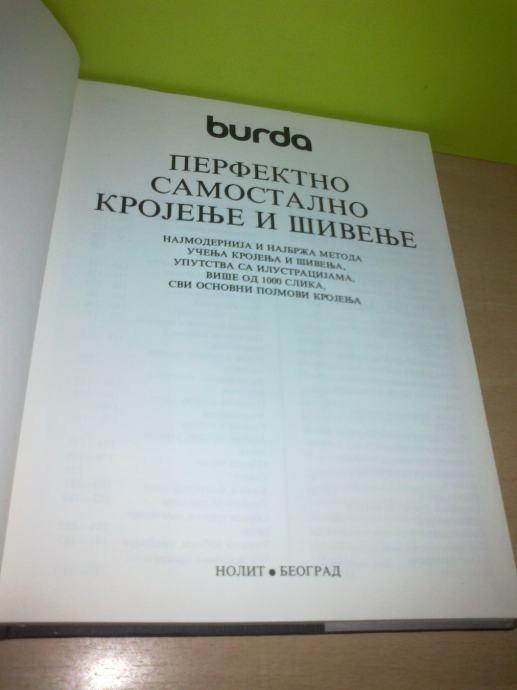 burda
ПЕРФЕКТНО
САМОСТАЛНО
КРОЈЕЊЕ И ШИВЕЊЕ
НАЈМОДЕРНИЈА И НАЈБРЖА МЕТОДА
УЧЕЊА КРОЈЕЊА И ШИВЕЊА,
УПУТСТВА СА ИЛУСТРАЦИЈАМА,
ВИШЕ ОД 1000 СЛИКА,
СВИ ОСНОВНИ ПОЈМОВИ КРОЈЕЊА
НОЛИТ ● БЕОГРАД